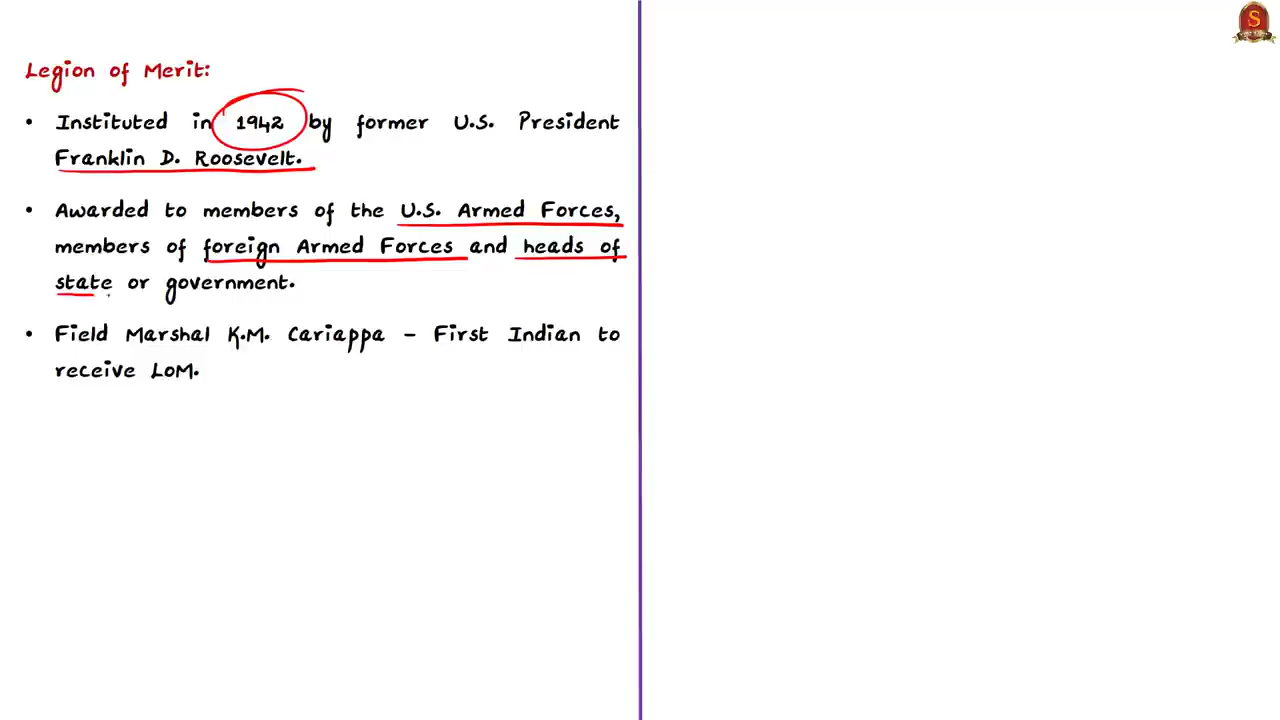 Legion of Merit:
• Instituted in 1942 by former U.S. President
Franklin D. Roosevelt.
• Awarded to members of the U.S. Armed Forces,
members of foreign Armed Forces and heads of
state or government.
• Field Marshal K.M. Cariappa – First Indian to
receive LoM.
S